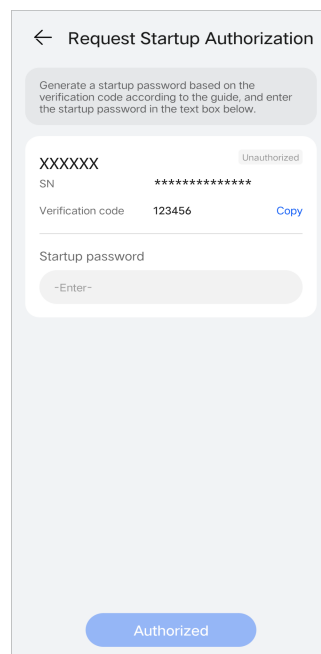 Request Startup Authorization
Generate a startup password based on the
verification code according to the guide, and enter
the startup password in the text box below.
Unauthorized
XXXXXX
SN **************
Verification code 123456 Copy
Startup password
-Enter-
Authorized